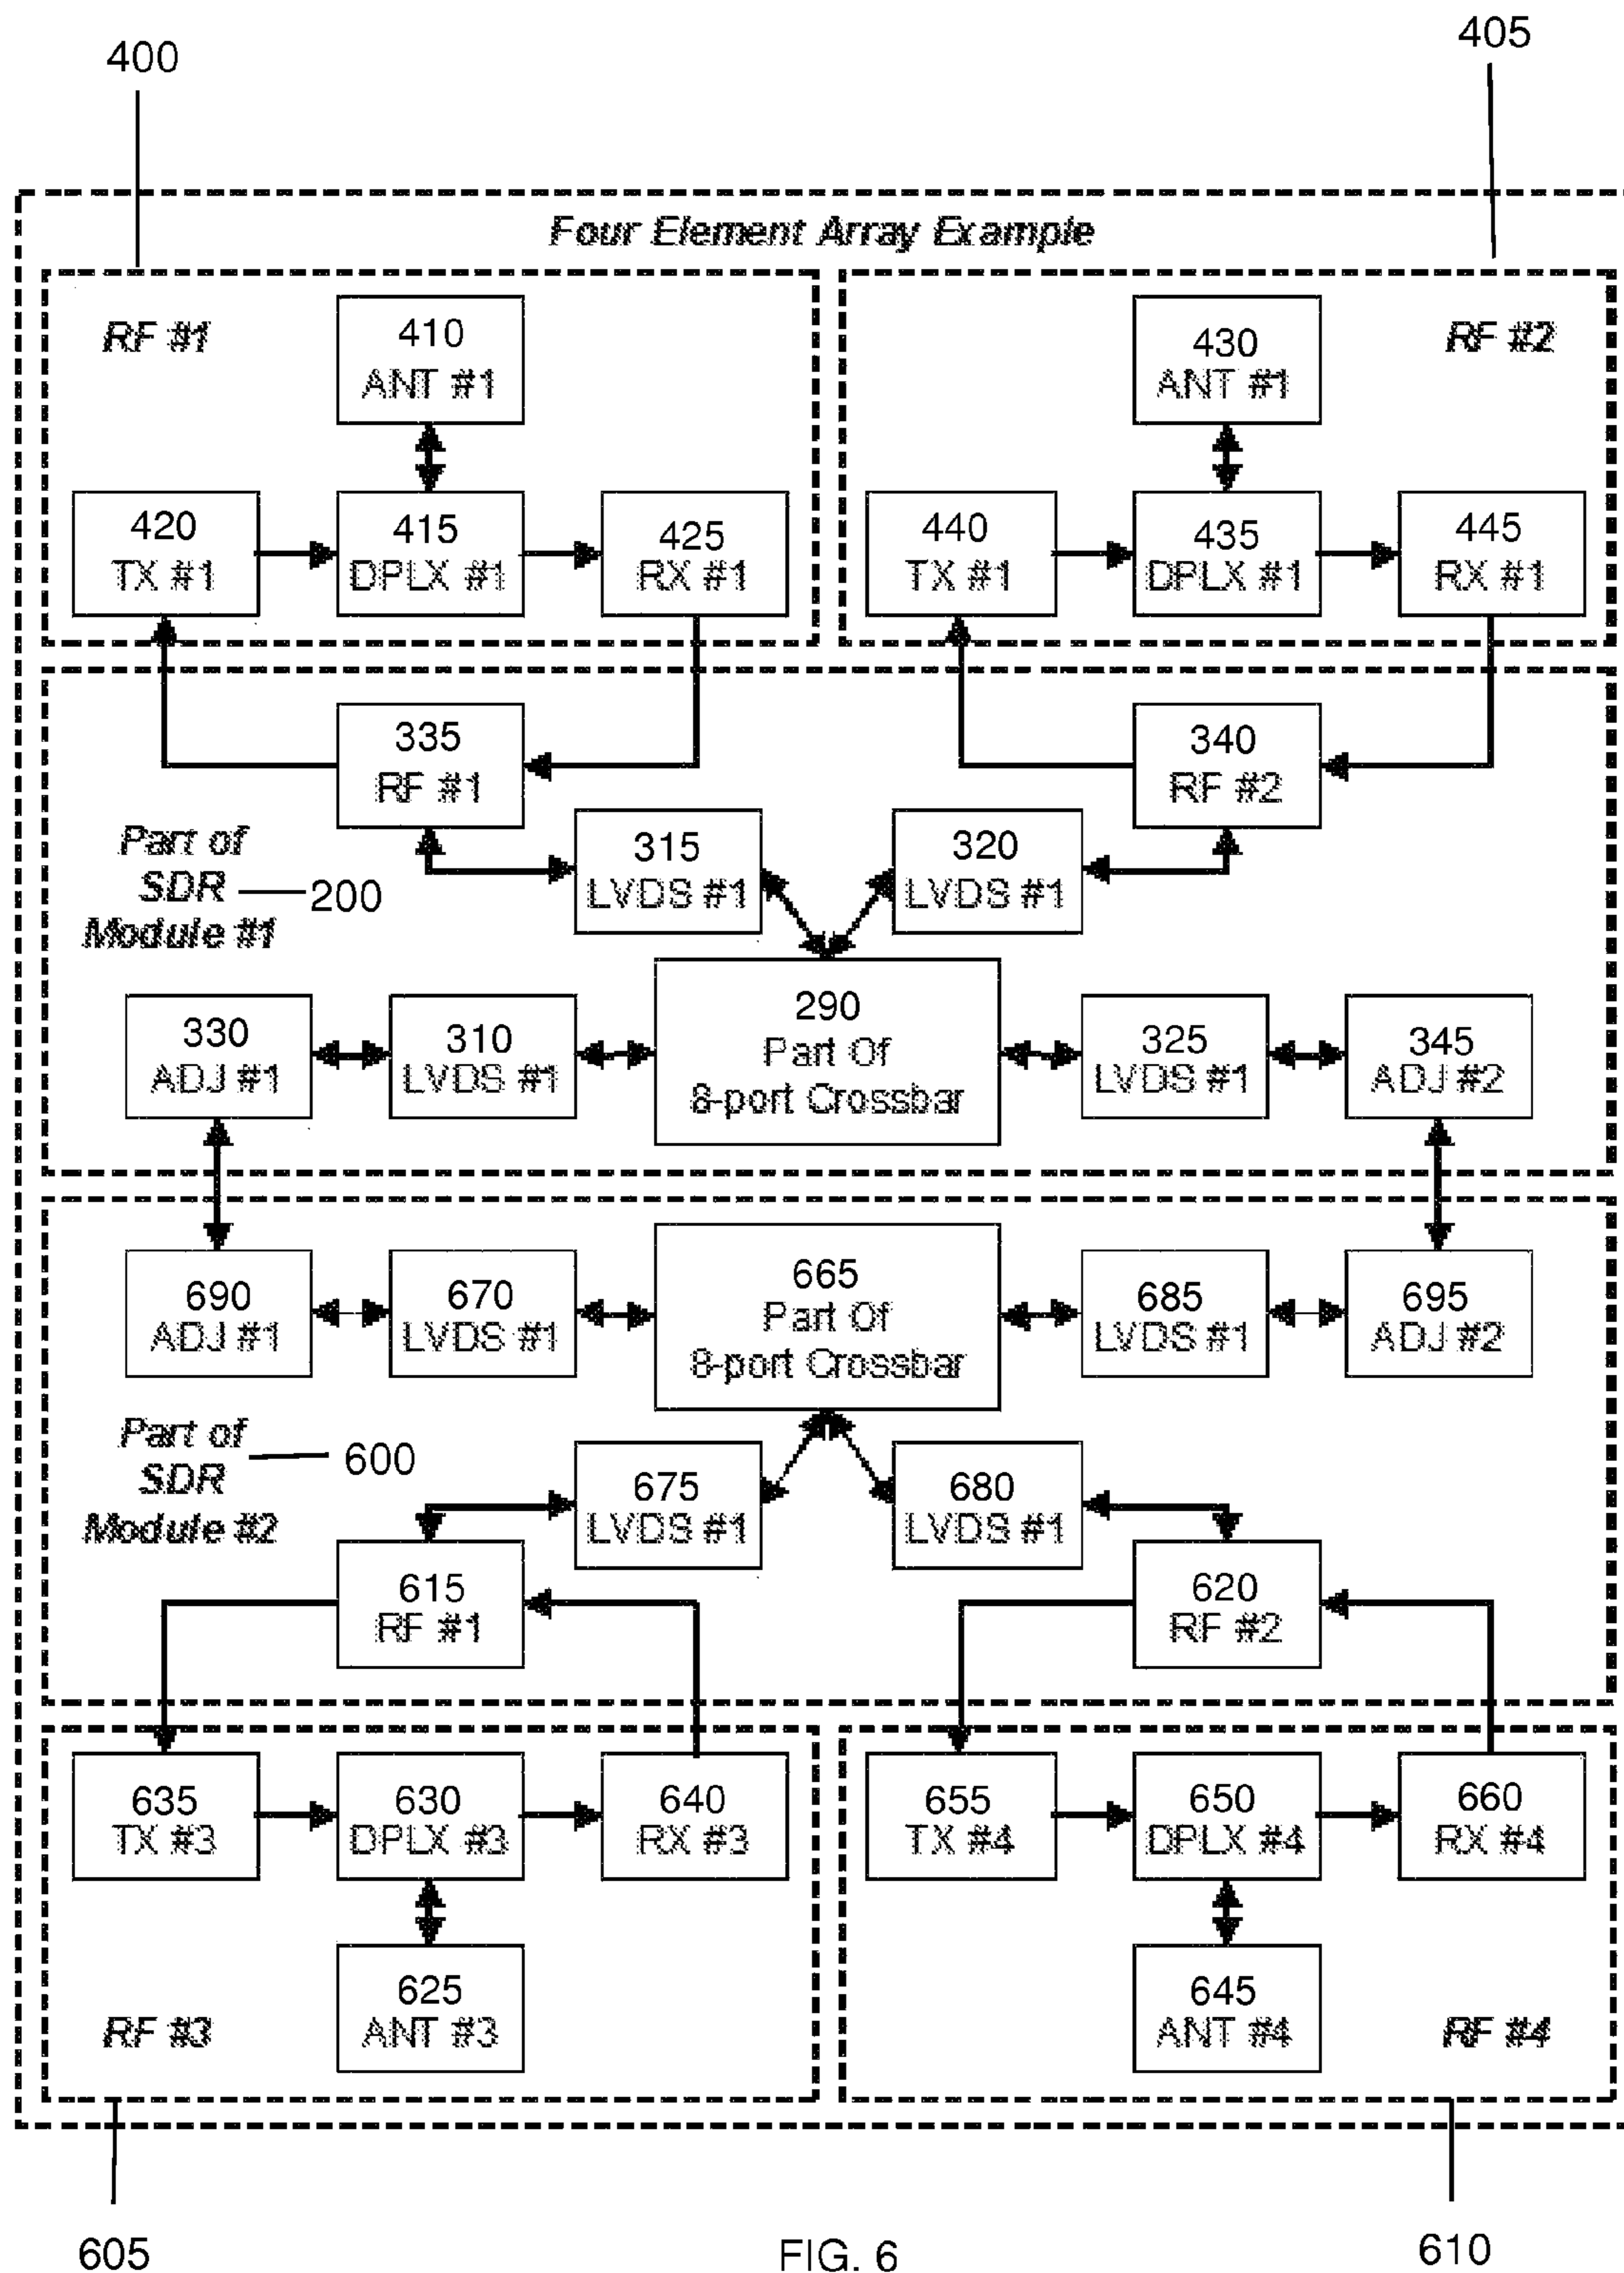 400
405
Four Element Array Example
RF #1
410
ANT #1
430
ANT #1
RF #2
420
TX #1
415
DPLX #1
425
RX #1
440
TX #1
435
DPLX #1
445
RX #1
335
RF #1
340
RF #2
Part of
SDR
Module #1
200
315
LVDS #1
320
LVDS #1
330
ADJ #1
310
LVDS #1
290
Part Of
8-port Crossbar
325
LVDS #1
345
ADJ #2
690
ADJ #1
670
LVDS #1
665
Part Of
8-port Crossbar
685
LVDS #1
695
ADJ #2
Part of
SDR
Module #2
600
675
LVDS #1
680
LVDS #1
615
RF #1
620
RF #2
635
TX #3
630
DPLX #3
640
RX #3
655
TX #4
650
DPLX #4
660
RX #4
RF #3
625
ANT #3
645
ANT #4
RF #4
605
FIG. 6
610